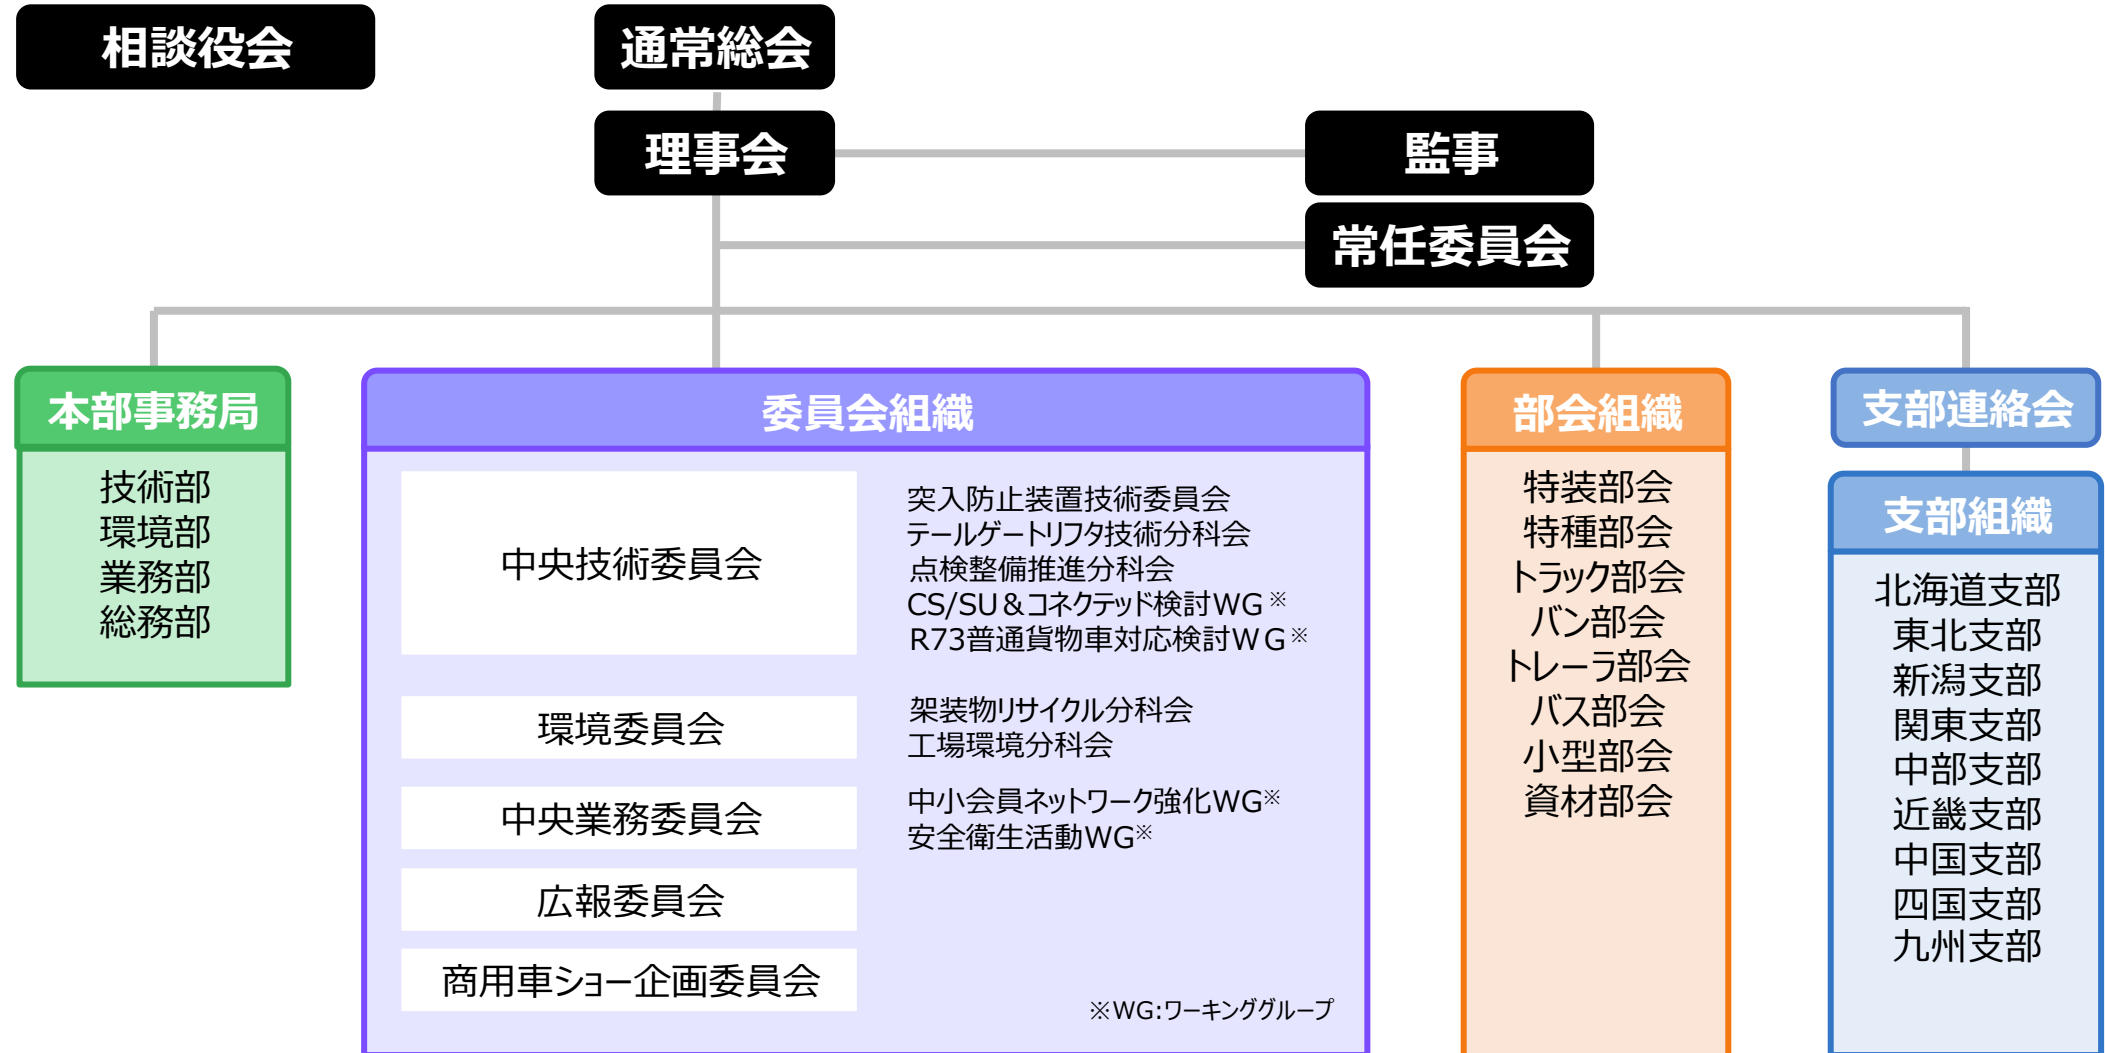 相談役会
通常総会
理事会
監事
常任委員会
本部事務局
技術部
環境部
業務部
総務部
委員会組織
中央技術委員会
突入防止装置技術委員会
テールゲートリフタ技術分科会
点検整備推進分科会
CS/SU＆コネクテッド検討WG※
R73普通貨物車対応検討WG※
環境委員会
架装物リサイクル分科会
工場環境分科会
中央業務委員会
中小会員ネットワーク強化WG※
安全衛生活動WG※
広報委員会
商用車ショー企画委員会
※WG:ワーキンググループ
部会組織
特装部会
特種部会
トラック部会
バン部会
トレーラ部会
バス部会
小型部会
資材部会
支部連絡会
支部組織
北海道支部
東北支部
新潟支部
関東支部
中部支部
近畿支部
中国支部
四国支部
九州支部